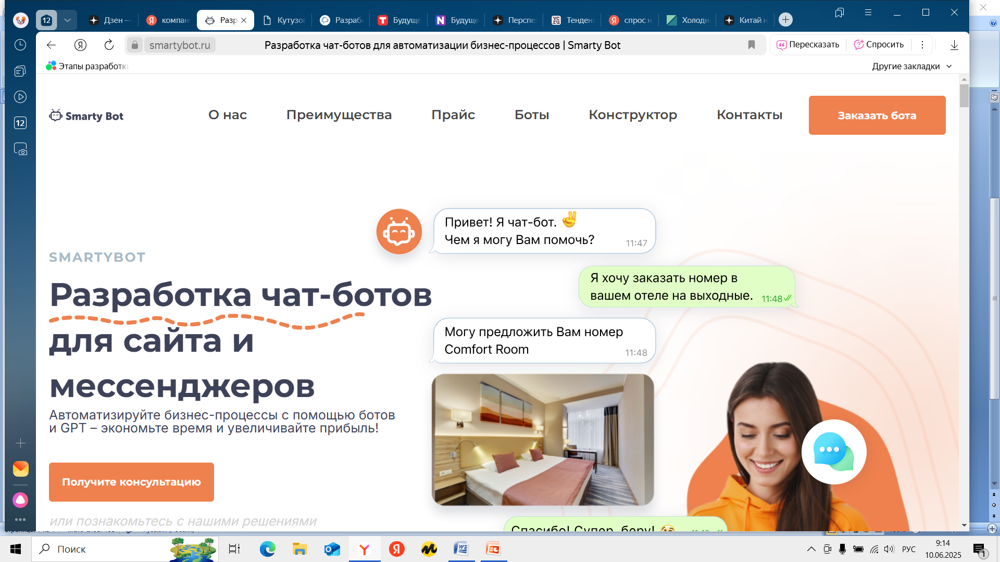 12
Дзен —
компан
Разр
Кутузо
Разраб
Будуще
Будуще
Перспе
Тенден
спрос н
Холодн
Китай н
smartybot.ru
Разработка чат-ботов для автоматизации бизнес-процессов | Smarty Bot
Пересказать
Спросить
Этапы разработки
Другие закладки
12
Smarty Bot
О нас
Преимущества
Прайс
Боты
Конструктор
Контакты
Заказать бота
Привет! Я чат-бот. ✌
Чем я могу Вам помочь?
11:47
SMARTYBOT
Разработка чат-ботов
для сайта и
мессенджеров
Я хочу заказать номер в
вашем отеле на выходные.
11:48
Могу предложить Вам номер
Comfort Room
11:48
Автоматизируйте бизнес-процессы с помощью ботов
и GPT – экономьте время и увеличивайте прибыль!
Получите консультацию
или познакомьтесь с нашими решениями
Спасибо! Супер, беру!
Поиск
РУС
9:14
10.06.2025
1